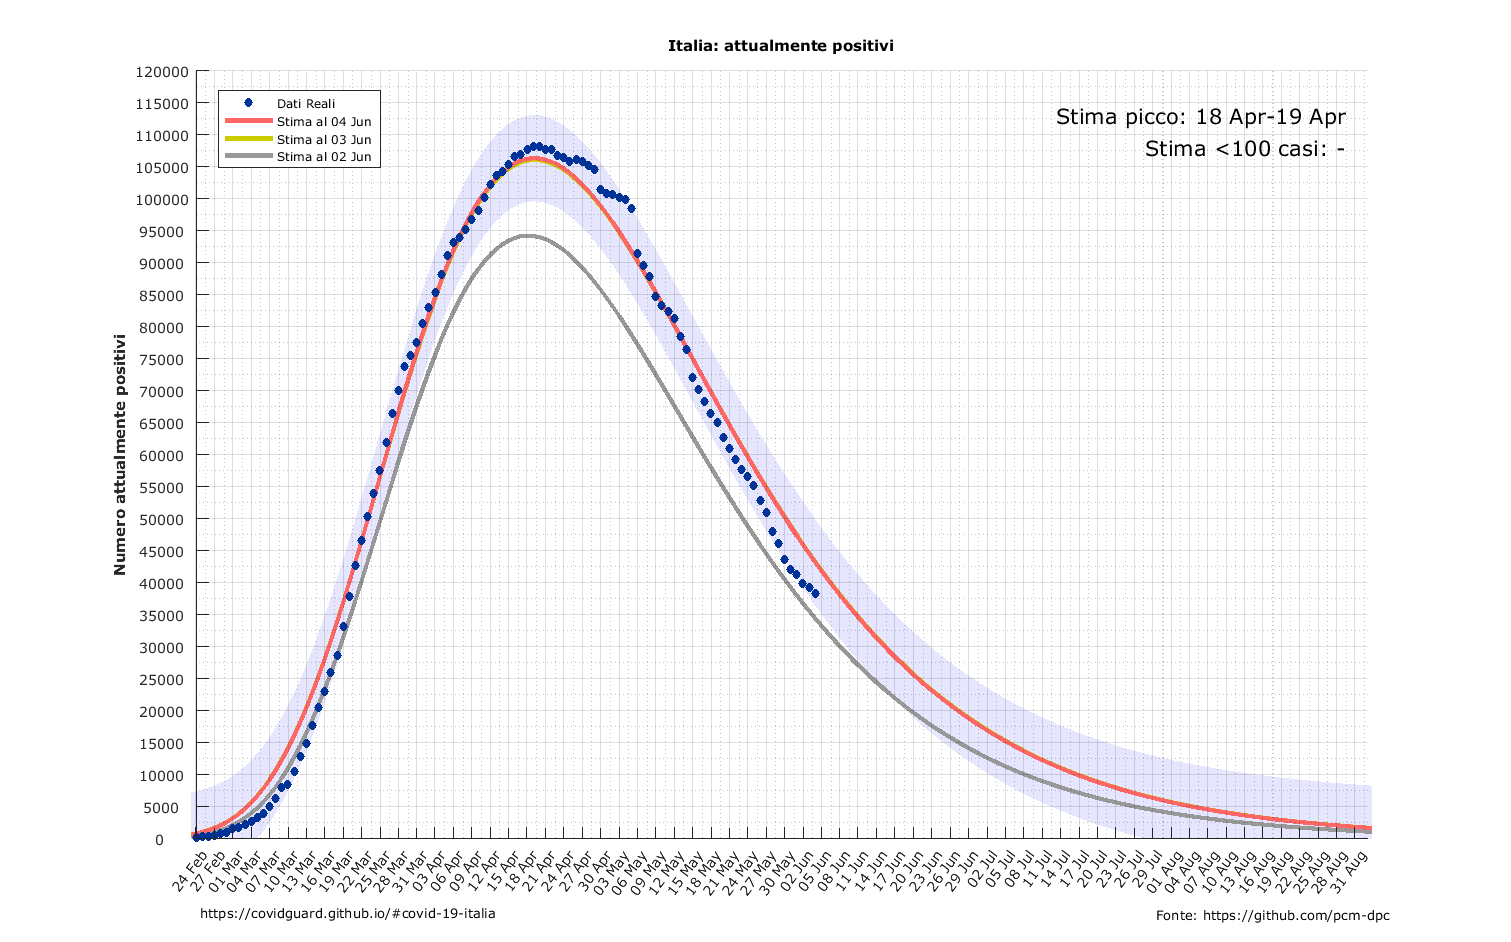 Italia: attualmente positivi
120000
115000
110000
105000
100000
95000
90000
85000
80000
75000
70000
65000
60000
55000
50000
45000
40000
35000
30000
25000
20000
15000
10000
5000
0
Numero attualmente positivi
Dati Reali
Stima al 04 Jun
Stima al 03 Jun
Stima al 02 Jun
Stima picco: 18 Apr-19 Apr
Stima <100 casi: -
24 Feb
27 Feb
01 Mar
04 Mar
07 Mar
10 Mar
13 Mar
16 Mar
19 Mar
22 Mar
25 Mar
28 Mar
31 Mar
03 Apr
06 Apr
09 Apr
12 Apr
15 Apr
18 Apr
21 Apr
24 Apr
27 Apr
30 Apr
03 May
06 May
09 May
12 May
15 May
18 May
21 May
24 May
27 May
30 May
02 Jun
05 Jun
08 Jun
11 Jun
14 Jun
17 Jun
20 Jun
23 Jun
26 Jun
29 Jun
02 Jul
05 Jul
08 Jul
11 Jul
14 Jul
17 Jul
20 Jul
23 Jul
26 Jul
29 Jul
01 Aug
04 Aug
07 Aug
10 Aug
13 Aug
16 Aug
19 Aug
22 Aug
25 Aug
28 Aug
31 Aug
https://covidguard.github.io/#covid-19-italia
Fonte: https://github.com/pcm-dpc